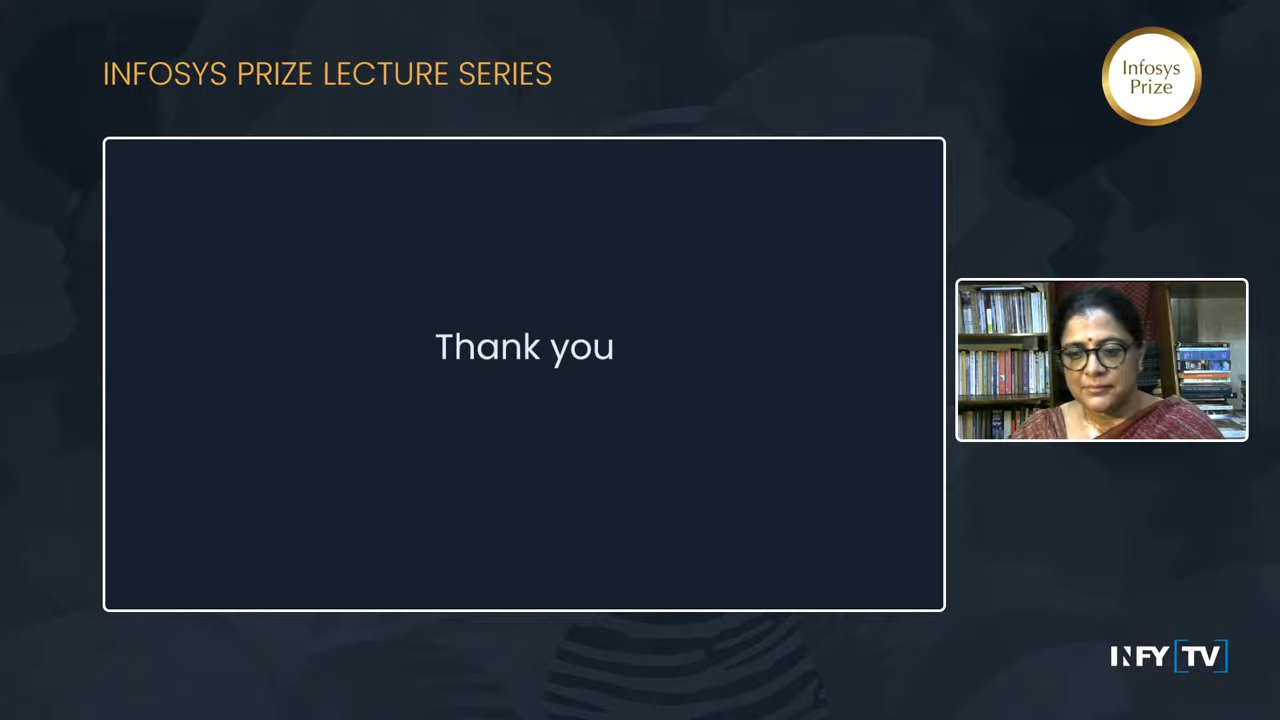 INFOSYS PRIZE LECTURE SERIES
Infosys
Prize
Thank you
INFY [TV]